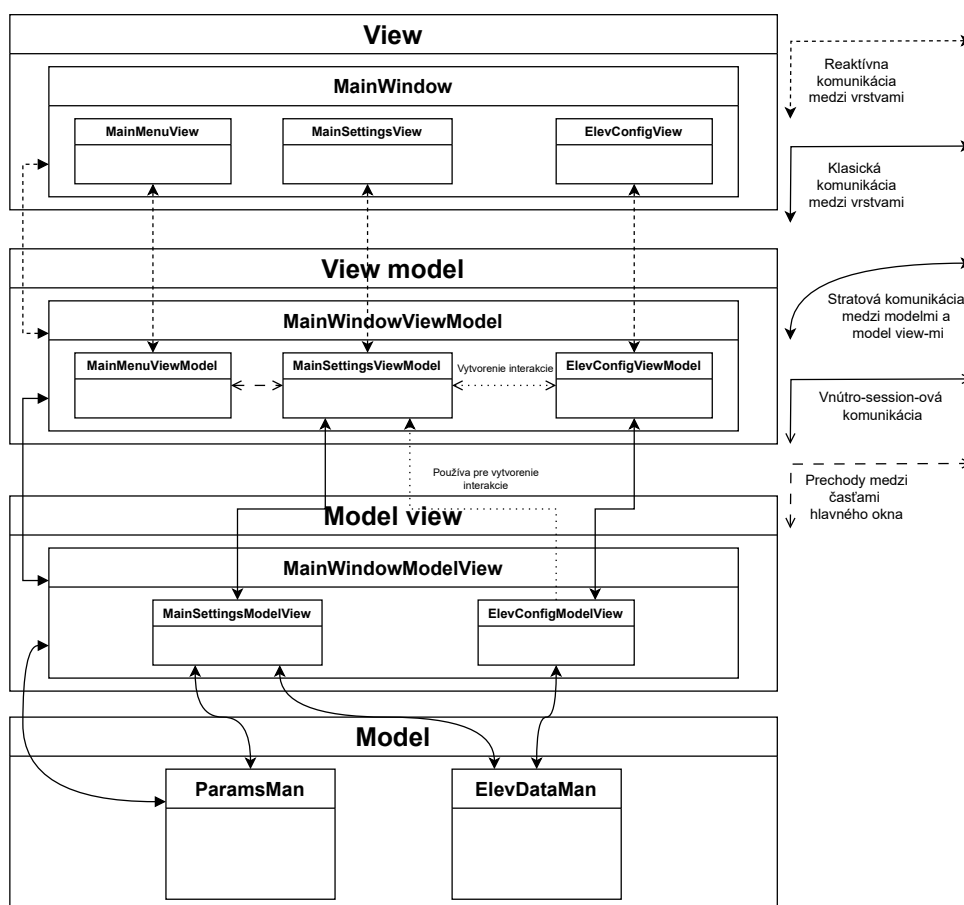 View
MainWindow
MainMenuView
MainSettingsView
ElevConfigView
View model
MainWindowViewModel
MainMenuViewModel
MainSettingsViewModel
Vytvorenie interakcie
ElevConfigViewModel
Používa pre vytvorenie
interakcie
Model view
MainWindowModelView
MainSettingsModelView
ElevConfigModelView
Model
ParamsMan
ElevDataMan
Reaktívna
komunikácia
medzi vrstvami
Klasická
komunikácia
medzi vrstvami
Stratová komunikácia
medzi modelmi a
model view-mi
Vnútro-session-ová
komunikácia
Prechody medzi
časťami
hlavného okna